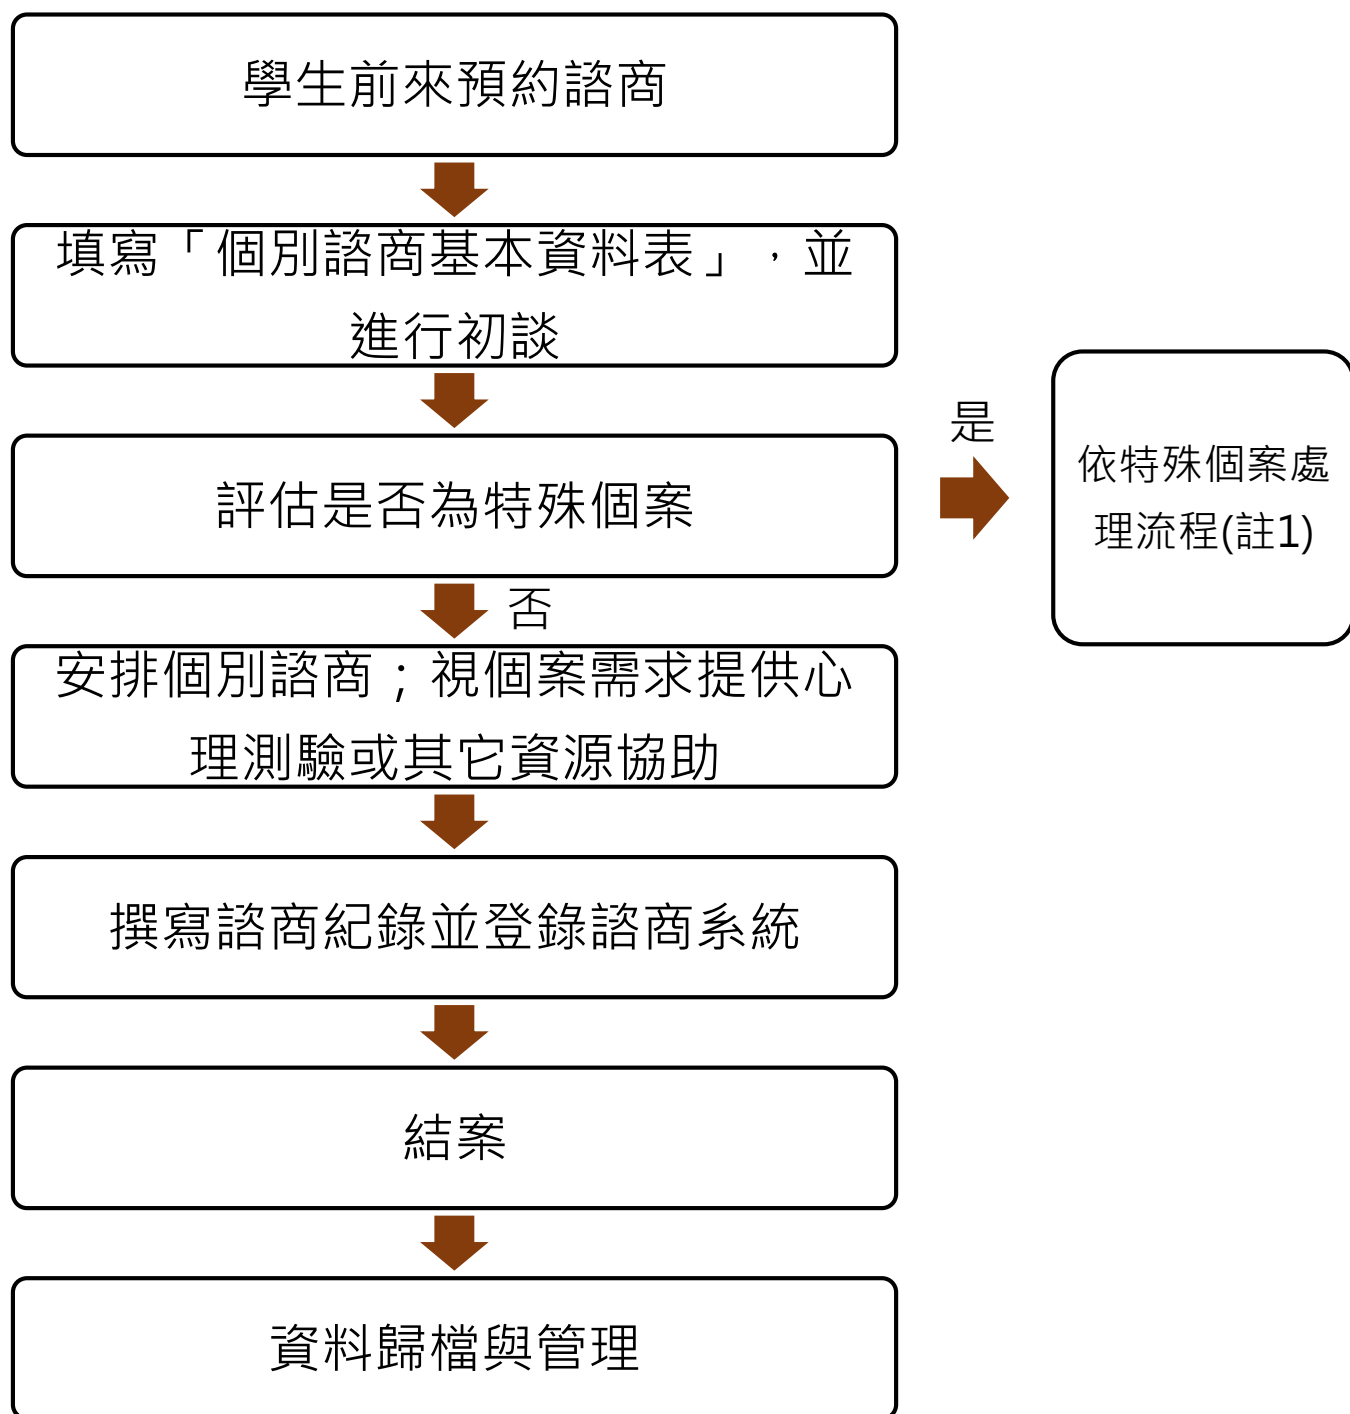 學生前來預約諮商
填寫「個別諮商基本資料表」，並
進行初談
評估是否為特殊個案
是
依特殊個案處
理流程(註1)
否
安排個別諮商；視個案需求提供心
理測驗或其它資源協助
撰寫諮商紀錄並登錄諮商系統
結案
資料歸檔與管理